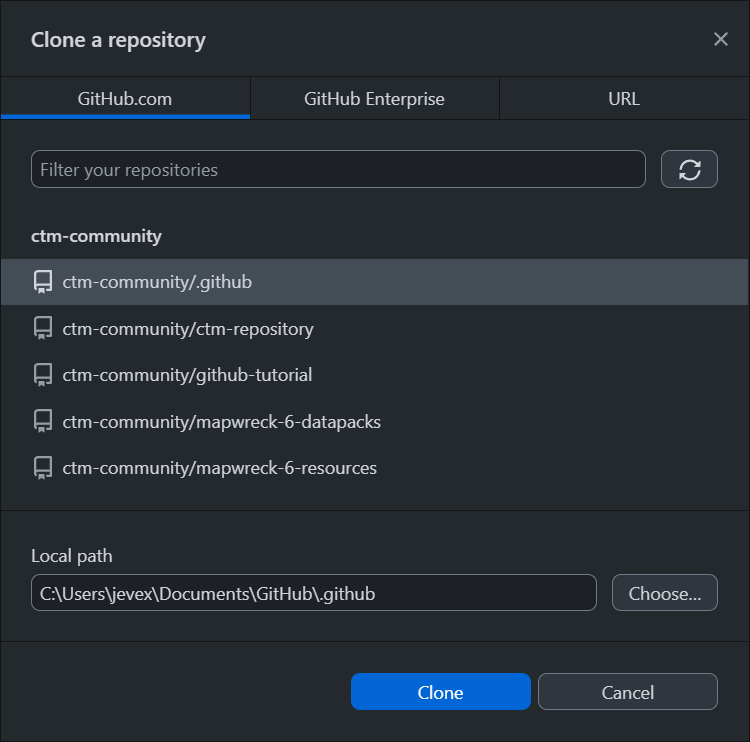 Clone a repository
GitHub.com GitHub Enterprise URL
Filter your repositories
ctm-community
ctm-community/.github
ctm-community/ctm-repository
ctm-community/github-tutorial
ctm-community/mapwreck-6-datapacks
ctm-community/mapwreck-6-resources
Local path
C:\Users\jevex\Documents\GitHub\.github Choose...
Clone Cancel